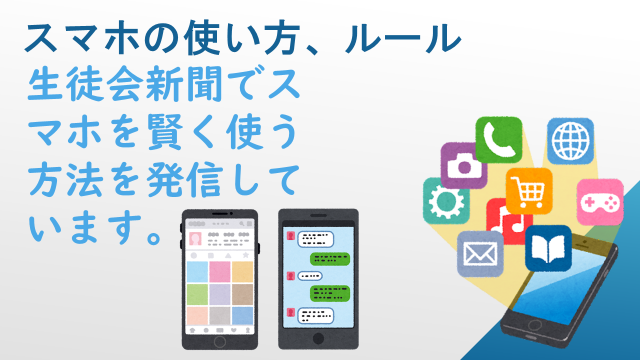 スマホの使い方、ルール
生徒会新聞でス
マホを賢く使う
方法を発信して
います。